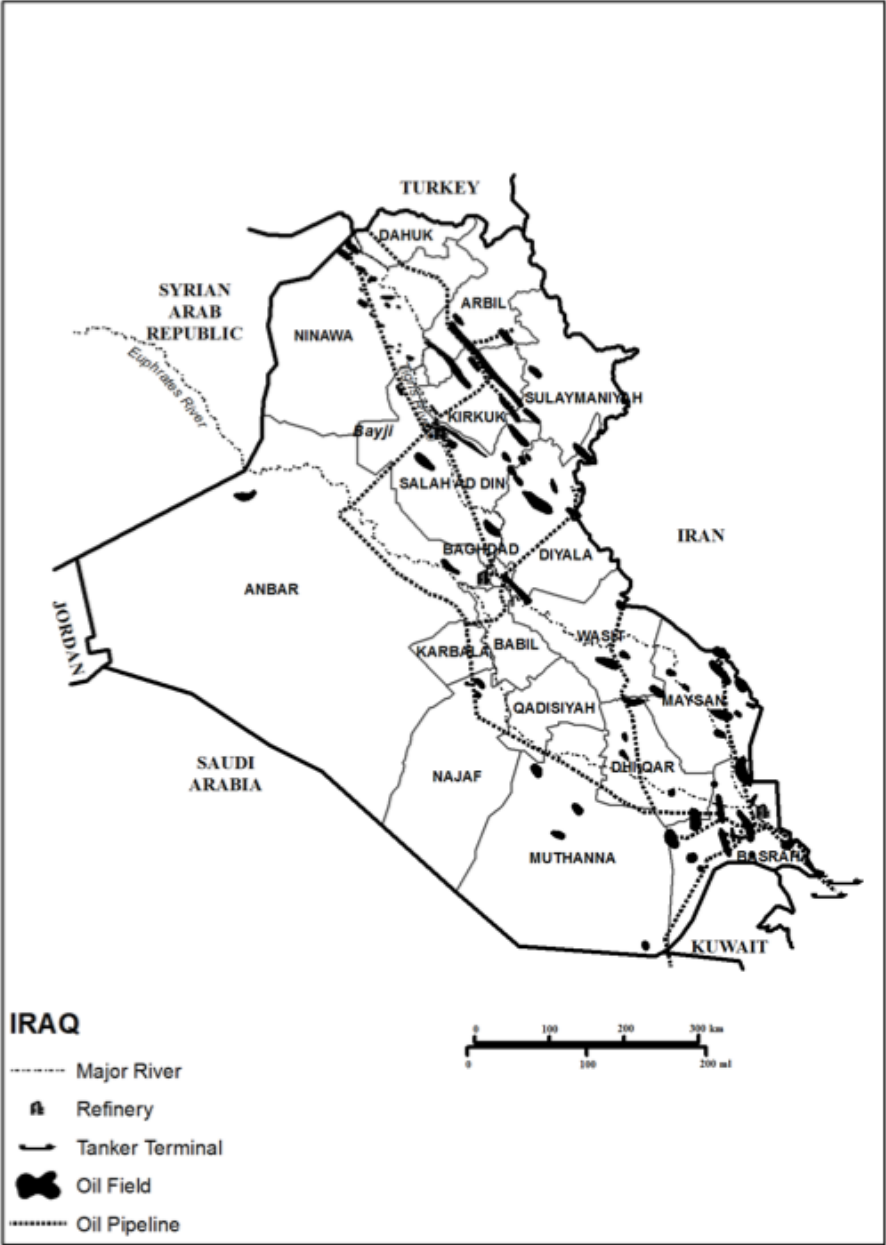 TURKEY
DAHUK
SYRIAN
ARAB
REPUBLIC
ARBIL
NINAWA
Euphrates River
SULAYMANIYAH
KIRKUK
Bayji
SALAH AD DIN
IRAN
BAGHDAD
DIYALA
ANBAR
JORDAN
WASIT
BABIL
KARBALA
MAYSAN
QADISIYAH
SAUDI
ARABIA
NAJAF
DHI QAR
MUTHANNA
BASRAH
KUWAIT
IRAQ
0 100 200 300 km
0 100 200 mi
Major River
Refinery
Tanker Terminal
Oil Field
Oil Pipeline